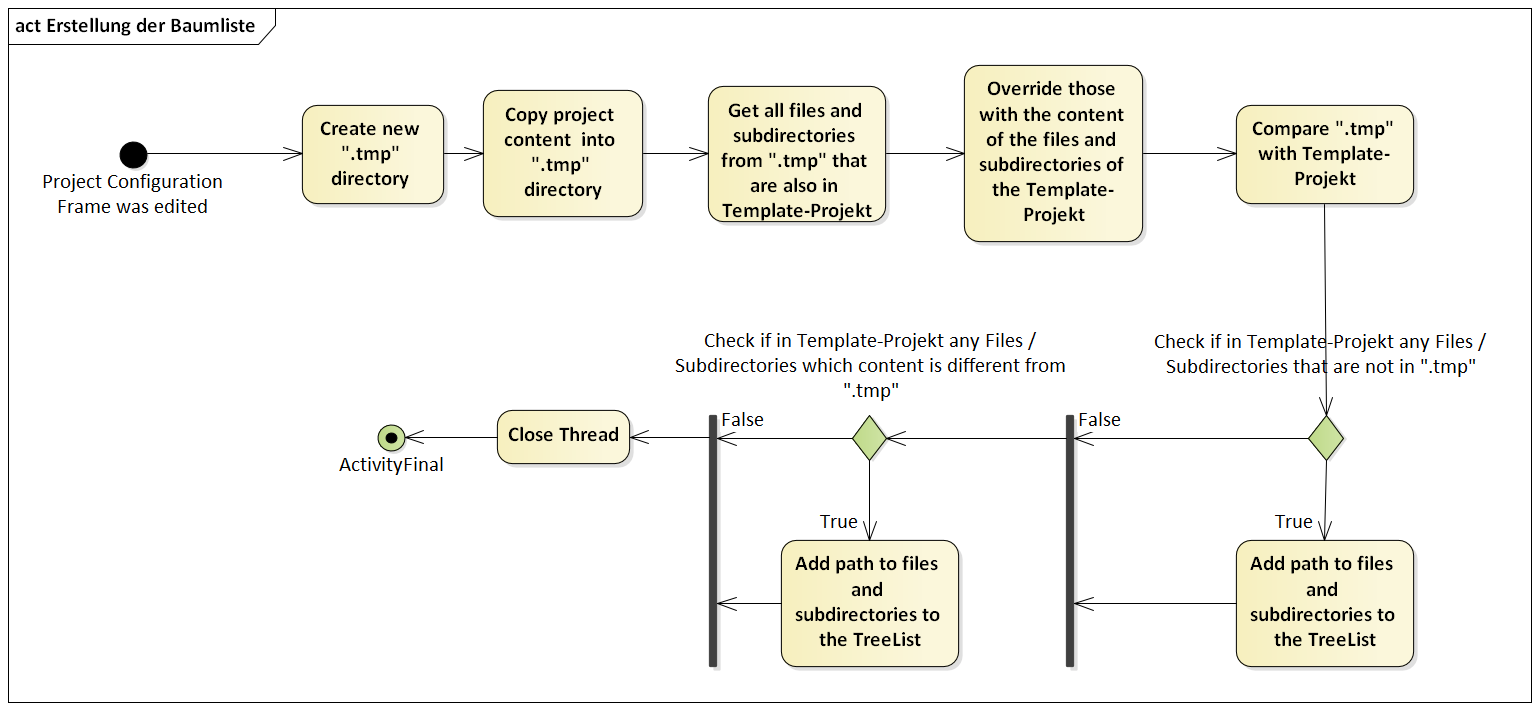 act Erstellung der Baumliste
Project Configuration
Frame was edited
Create new
".tmp"
directory
Copy project
content into
".tmp"
directory
Get all files and
subdirectories
from ".tmp" that
are also in
Template-Projekt
Override those
with the content
of the files and
subdirectories of
the Template-
Projekt
Compare ".tmp"
with Template-
Projekt
Check if in Template-Projekt any Files /
Subdirectories that are not in ".tmp"
False
True
Add path to files
and
subdirectories to
the TreeList
Check if in Template-Projekt any Files /
Subdirectories which content is different from
".tmp"
False
True
Add path to files
and
subdirectories to
the TreeList
Close Thread
ActivityFinal